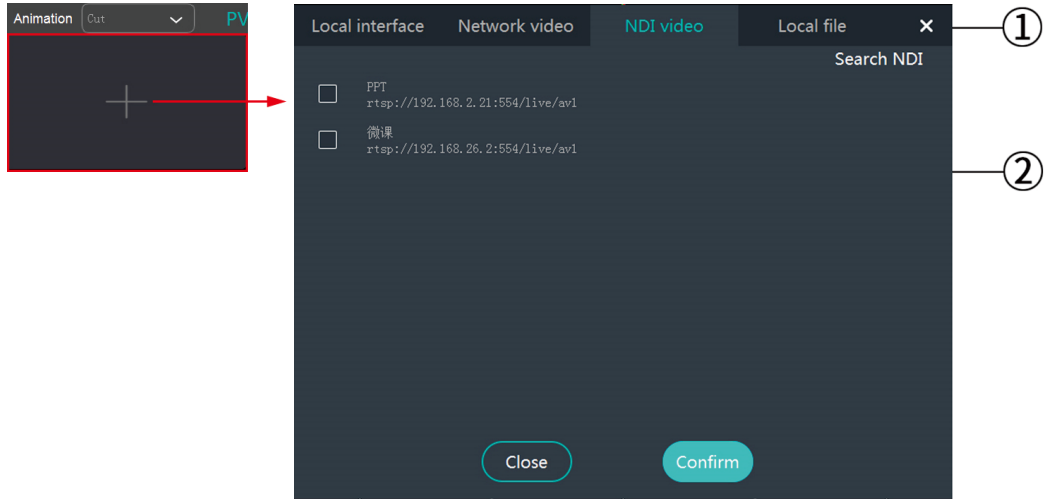 Animation Cut PV
Local interface Network video NDI video Local file ×
①
Search NDI
PPT
rtsp://192.168.2.21:554/live/av1
微课
rtsp://192.168.26.2:554/live/av1
②
Close Confirm